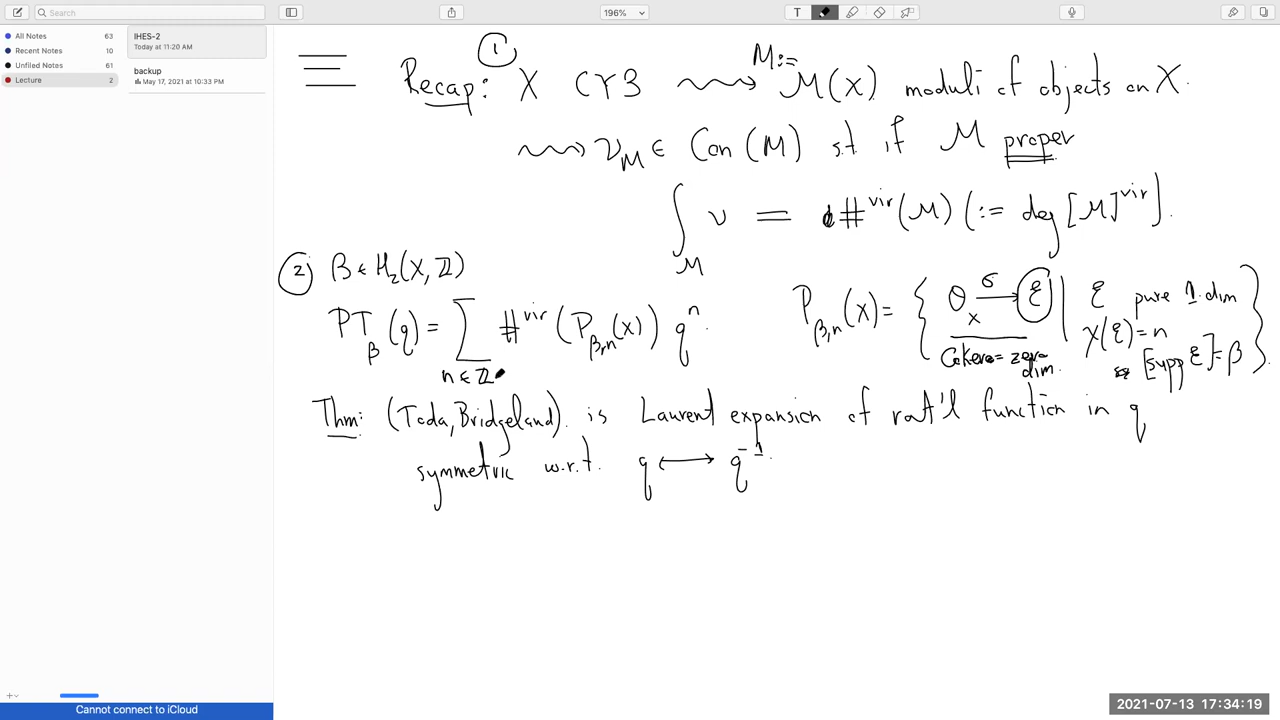 Search
196%
T
All Notes 63
Recent Notes 10
Unfiled Notes 61
Lecture 2
IHES-2
Today at 11:20 AM
backup
May 17, 2021 at 10:33 PM
Recap: ① X CY3 ⟿ M := M(X) moduli of objects on X.
⟿ ν_M ∈ Con(M) s.t. if M proper
∫_M ν = #^vir(M) (:= deg [M]^vir).
② β ∈ H_2(X, ℤ)
PT_β(q) = Σ_{n∈ℤ} #^vir(P_{β,n}(X)) q^n.
P_{β,n}(X) = { O_X →^σ E | E pure 1-dim
χ(E) = n
Coker = zero dim. [supp E] = β }.
Thm: (Toda, Bridgeland). is Laurent expansion of rat'l function in q
symmetric w.r.t. q ⟷ q^{-1}.
Cannot connect to iCloud
2021-07-13 17:34:19